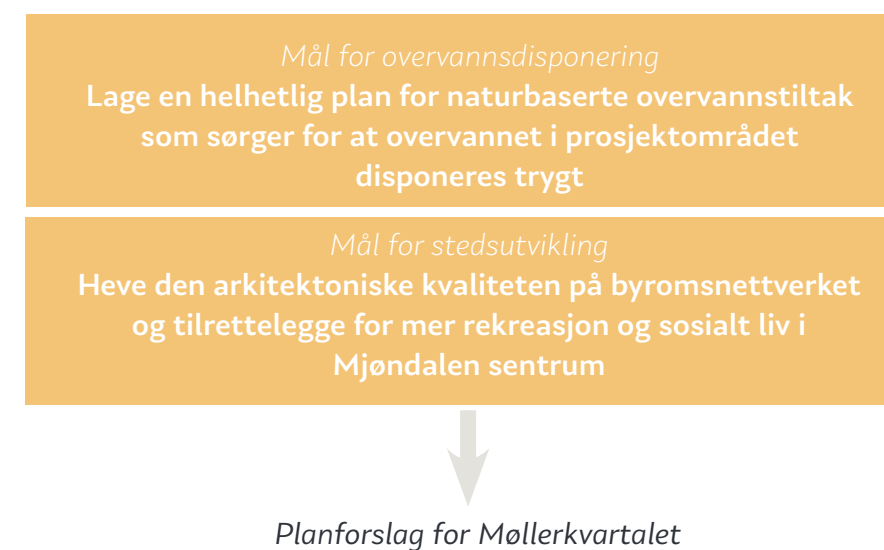 Mål for overvannsdisponering
Lage en helhetlig plan for naturbaserte overvannstiltak
som sørger for at overvannet i prosjektområdet
disponeres trygt
Mål for stedsutvikling
Heve den arkitektoniske kvaliteten på byromsnettverket
og tilrettelegge for mer rekreasjon og sosialt liv i
Mjøndalen sentrum
Planforslag for Møllerkvartalet